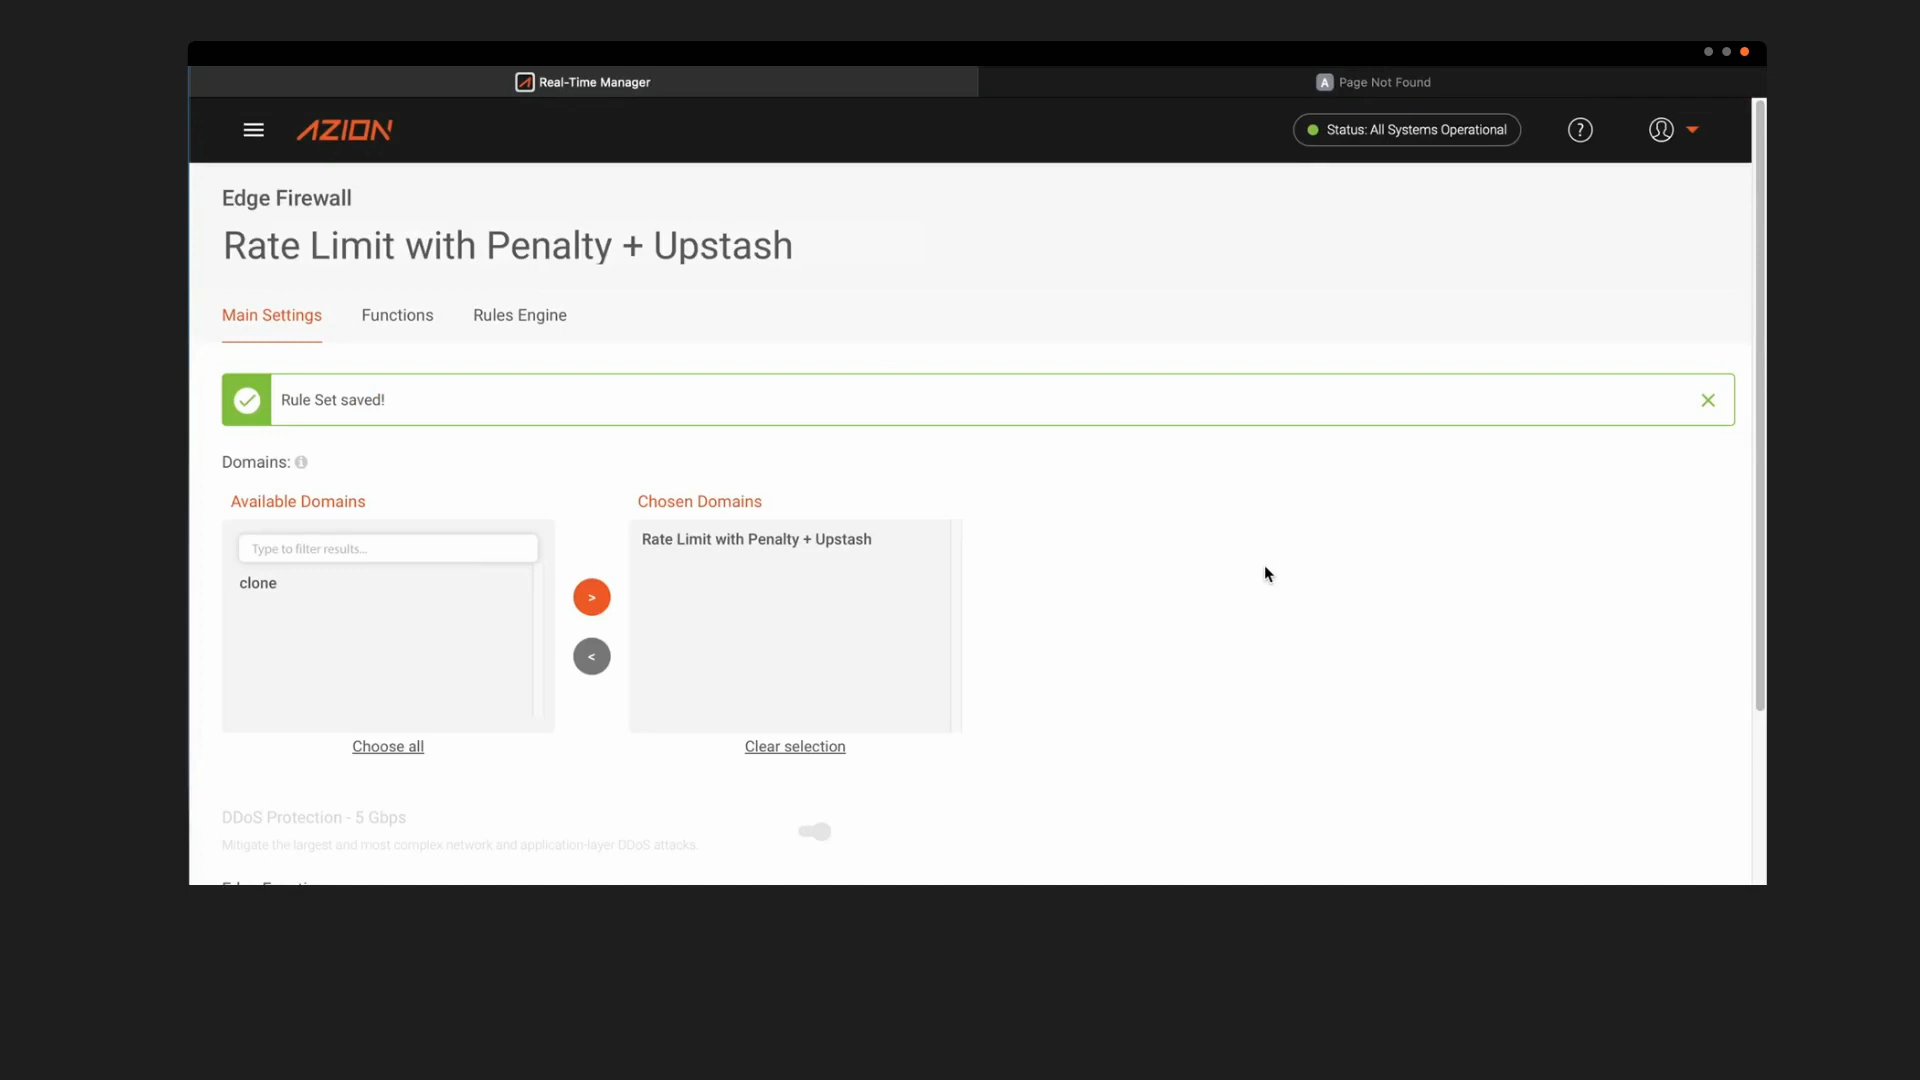 Real-Time Manager
A Page Not Found
AZION
Status: All Systems Operational
?
Edge Firewall
Rate Limit with Penalty + Upstash
Main Settings
Functions
Rules Engine
Rule Set saved!
Domains:
Available Domains
Chosen Domains
Type to filter results...
Rate Limit with Penalty + Upstash
clone
>
<
Choose all
Clear selection
DDoS Protection - 5 Gbps
Mitigate the largest and most complex network and application-layer DDoS attacks.